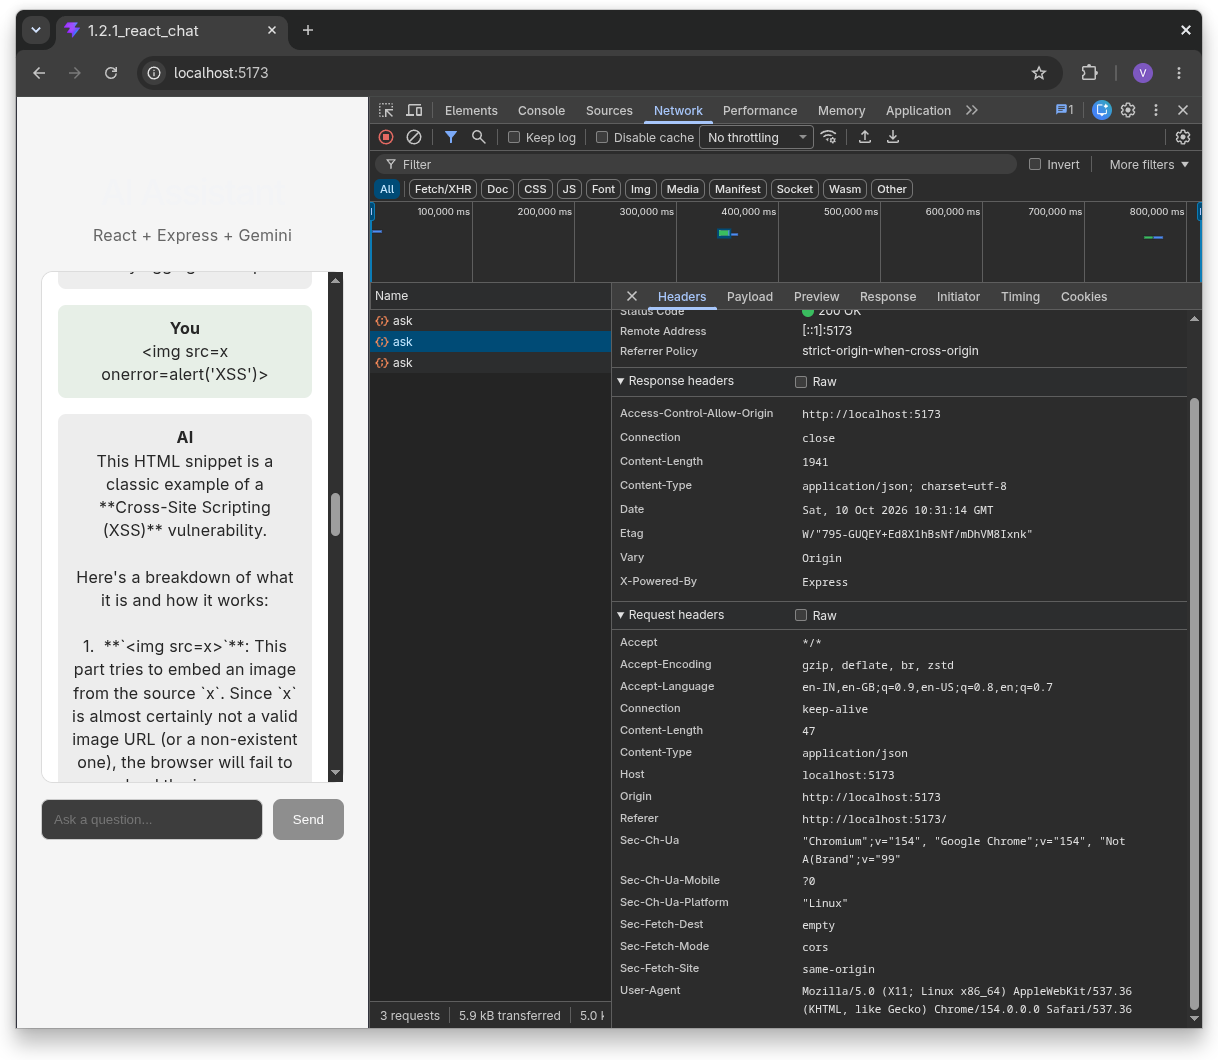 1.2.1_react_chat
localhost:5173
V
Elements Console Sources Network Performance Memory Application 1
Keep log Disable cache No throttling
Filter Invert More filters
All Fetch/XHR Doc CSS JS Font Img Media Manifest Socket Wasm Other
100,000 ms 200,000 ms 300,000 ms 400,000 ms 500,000 ms 600,000 ms 700,000 ms 800,000 ms
React + Express + Gemini
You
<img src=x
onerror=alert('XSS')>
AI
This HTML snippet is a
classic example of a
**Cross-Site Scripting
(XSS)** vulnerability.
Here's a breakdown of what
it is and how it works:
1. **`<img src=x>`**: This
part tries to embed an image
from the source `x`. Since `x`
is almost certainly not a valid
image URL (or a non-existent
one), the browser will fail to
Ask a question...
Send
Name
ask
ask
ask
3 requests 5.9 kB transferred 5.0
Headers Payload Preview Response Initiator Timing Cookies
Status Code 200 OK
Remote Address [::1]:5173
Referrer Policy strict-origin-when-cross-origin
Response headers Raw
Access-Control-Allow-Origin http://localhost:5173
Connection close
Content-Length 1941
Content-Type application/json; charset=utf-8
Date Sat, 10 Oct 2026 10:31:14 GMT
Etag W/"795-GUQEY+Ed8X1hBsNf/mDhVM8Ixnk"
Vary Origin
X-Powered-By Express
Request headers Raw
Accept */*
Accept-Encoding gzip, deflate, br, zstd
Accept-Language en-IN,en-GB;q=0.9,en-US;q=0.8,en;q=0.7
Connection keep-alive
Content-Length 47
Content-Type application/json
Host localhost:5173
Origin http://localhost:5173
Referer http://localhost:5173/
Sec-Ch-Ua "Chromium";v="154", "Google Chrome";v="154", "Not
A(Brand";v="99"
Sec-Ch-Ua-Mobile ?0
Sec-Ch-Ua-Platform "Linux"
Sec-Fetch-Dest empty
Sec-Fetch-Mode cors
Sec-Fetch-Site same-origin
User-Agent Mozilla/5.0 (X11; Linux x86_64) AppleWebKit/537.36
(KHTML, like Gecko) Chrome/154.0.0.0 Safari/537.36